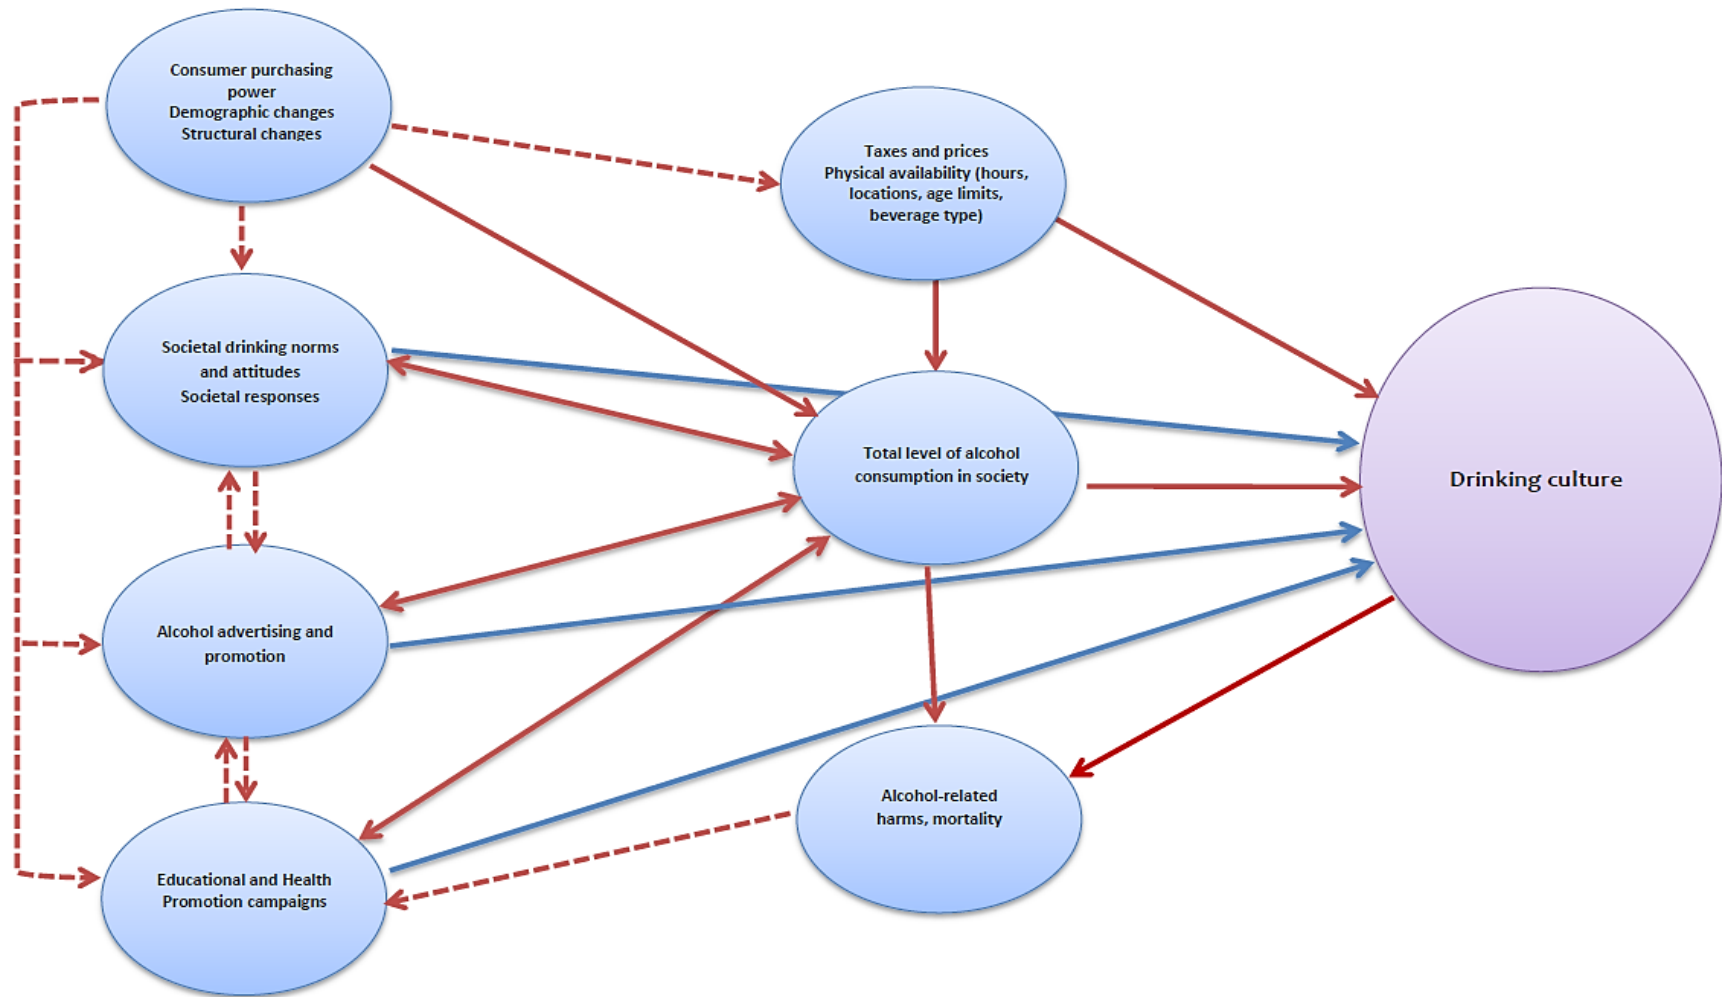 Consumer purchasing
power
Demographic changes
Structural changes
Taxes and prices
Physical availability (hours,
locations, age limits,
beverage type)
Societal drinking norms
and attitudes
Societal responses
Total level of alcohol
consumption in society
Drinking culture
Alcohol advertising and
promotion
Alcohol-related
harms, mortality
Educational and Health
Promotion campaigns